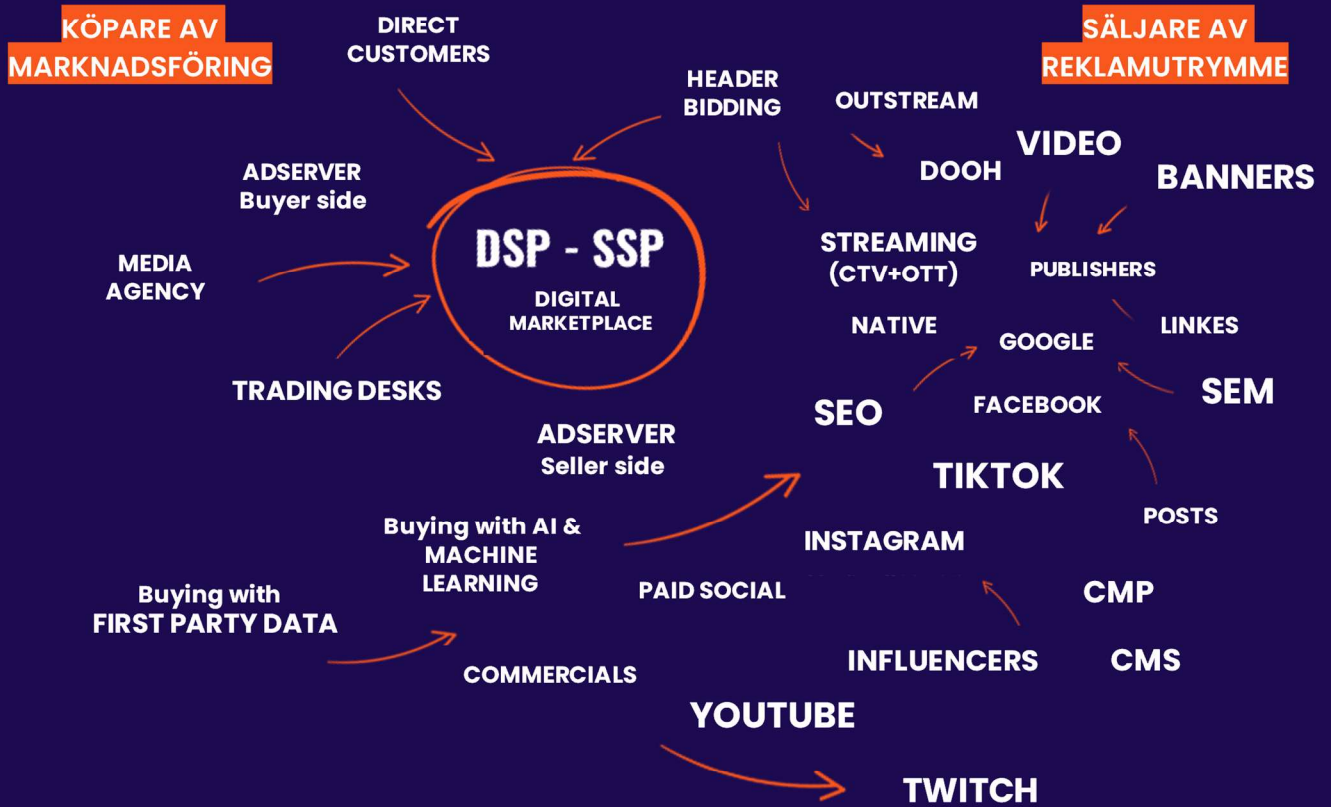 KÖPARE AV
MARKNADSFÖRING
DIRECT
CUSTOMERS
SÄLJARE AV
REKLAMUTRYMME
HEADER
BIDDING
OUTSTREAM
VIDEO
DOOH
BANNERS
ADSERVER
Buyer side
DSP - SSP
DIGITAL
MARKETPLACE
STREAMING
(CTV+OTT)
PUBLISHERS
MEDIA
AGENCY
NATIVE
GOOGLE
LINKES
TRADING DESKS
SEO
FACEBOOK
SEM
ADSERVER
Seller side
TIKTOK
POSTS
Buying with AI &
MACHINE
LEARNING
INSTAGRAM
PAID SOCIAL
CMP
Buying with
FIRST PARTY DATA
COMMERCIALS
INFLUENCERS
CMS
YOUTUBE
TWITCH